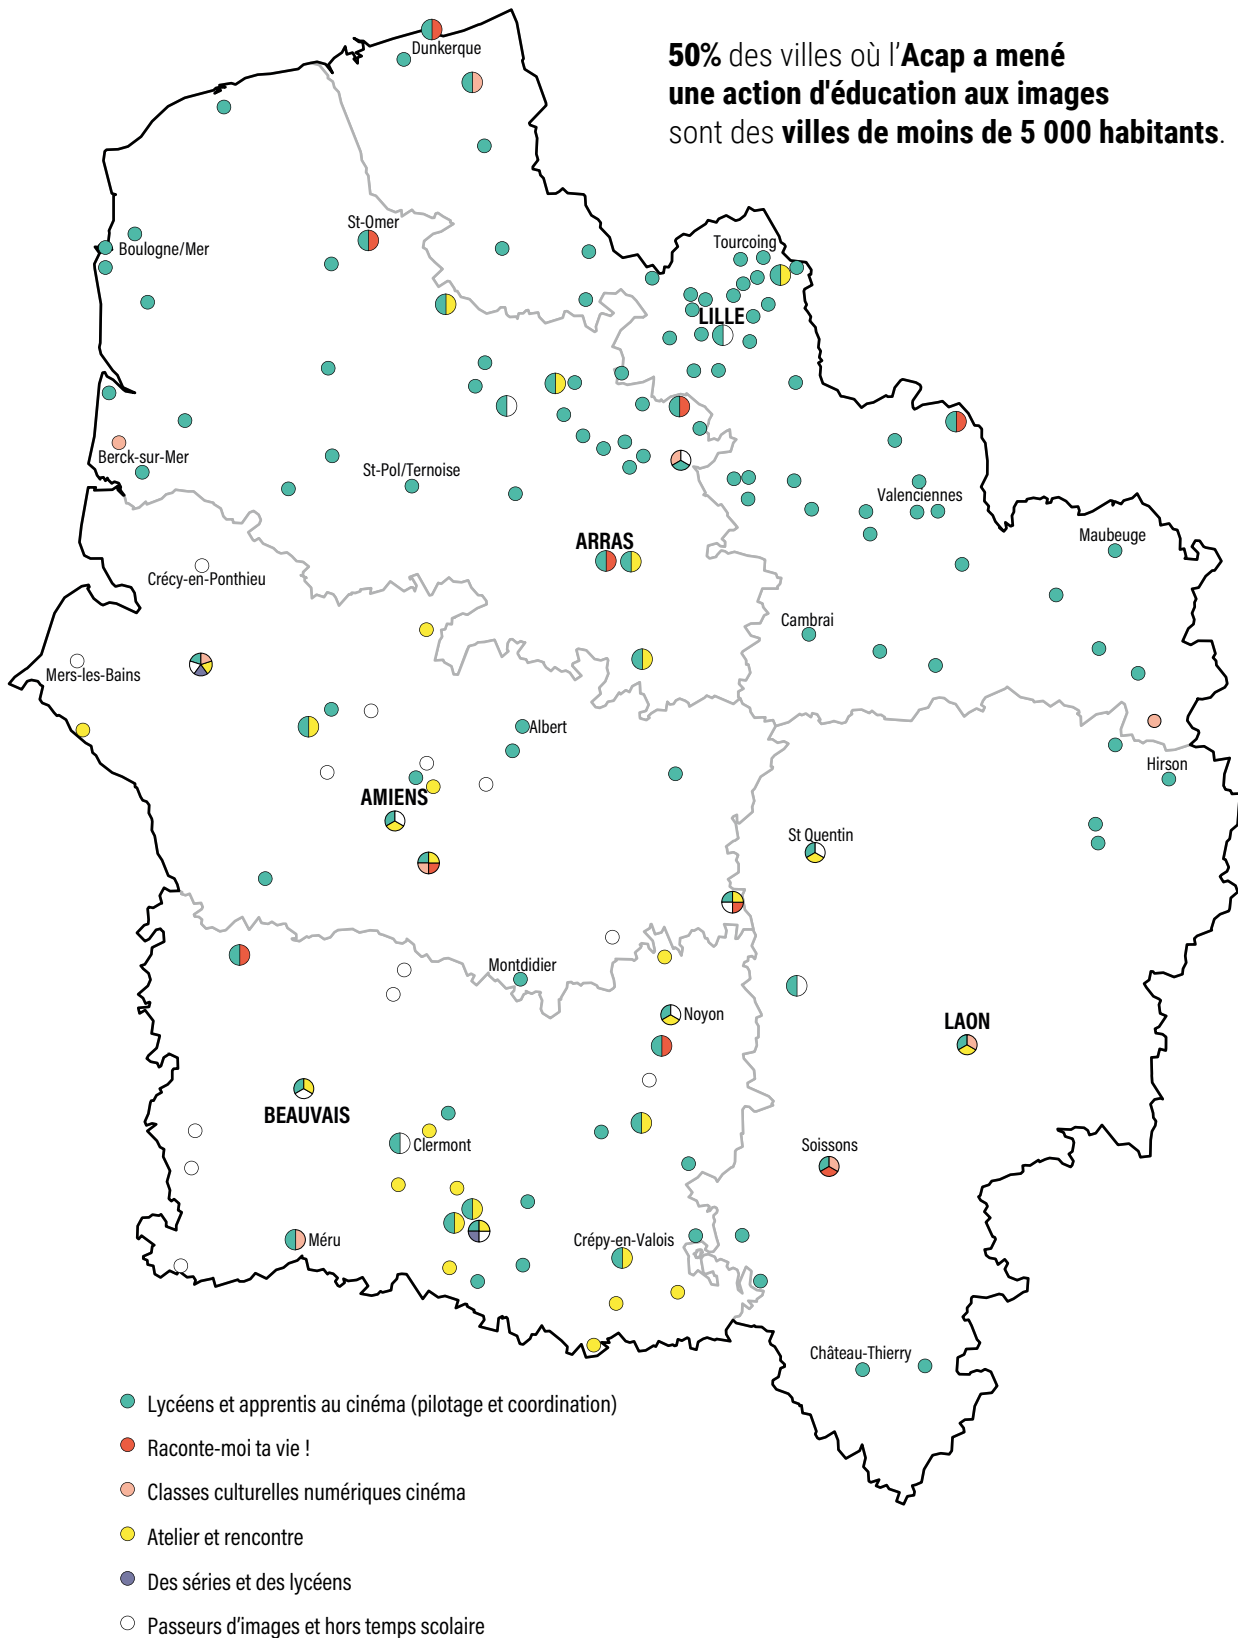 50% des villes où l'Acap a mené
une action d'éducation aux images
sont des villes de moins de 5 000 habitants.
Dunkerque
St-Omer
Tourcoing
Boulogne/Mer
LILLE
Berck-sur-Mer
St-Pol/Ternoise
Valenciennes
ARRAS
Maubeuge
Crécy-en-Ponthieu
Cambrai
Mers-les-Bains
Albert
Hirson
AMIENS
St Quentin
Montdidier
Noyon
LAON
BEAUVAIS
Clermont
Soissons
Méru
Crépy-en-Valois
Château-Thierry
Lycéens et apprentis au cinéma (pilotage et coordination)
Raconte-moi ta vie !
Classes culturelles numériques cinéma
Atelier et rencontre
Des séries et des lycéens
Passeurs d'images et hors temps scolaire